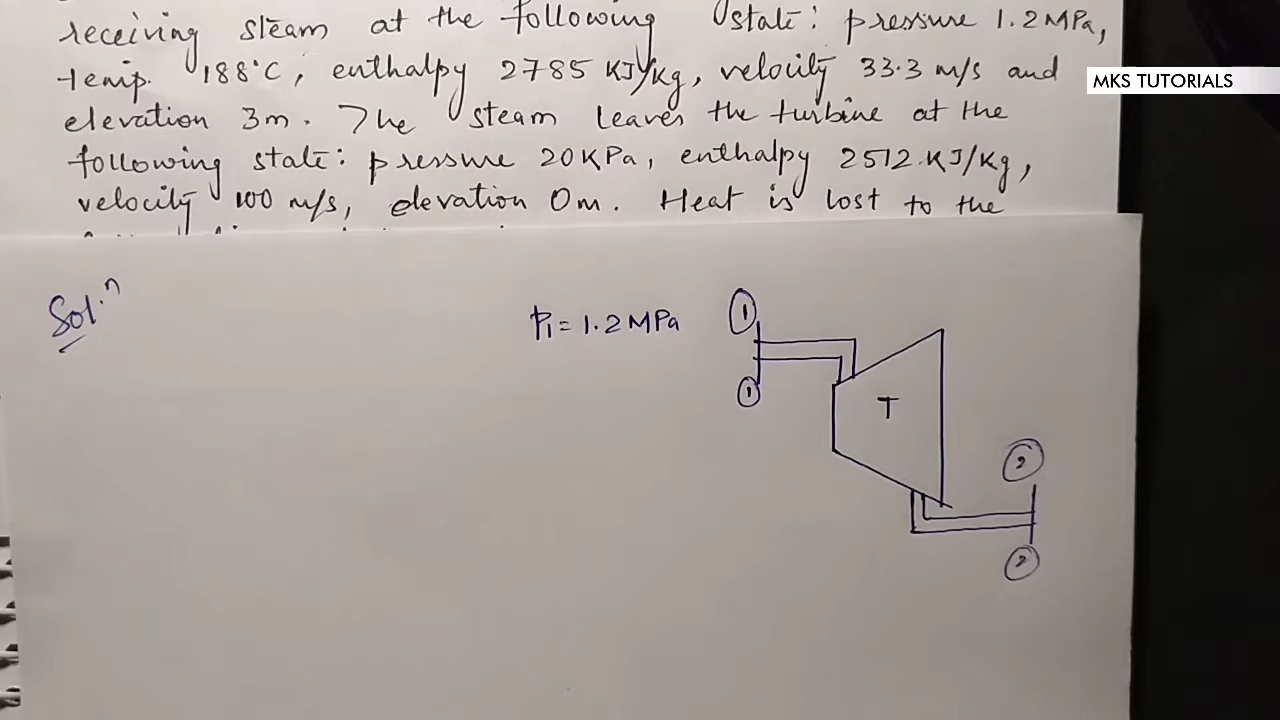 receiving steam at the following state: pressure 1.2 MPa,
temp. 188°C, enthalpy 2785 KJ/Kg, velocity 33.3 m/s and
elevation 3m. The steam leaves the turbine at the
following state: pressure 20 KPa, enthalpy 2512 KJ/Kg,
velocity 100 m/s, elevation 0m. Heat is lost to the
MKS TUTORIALS
Sol.n
p1 = 1.2 MPa
1
1
T
2
2